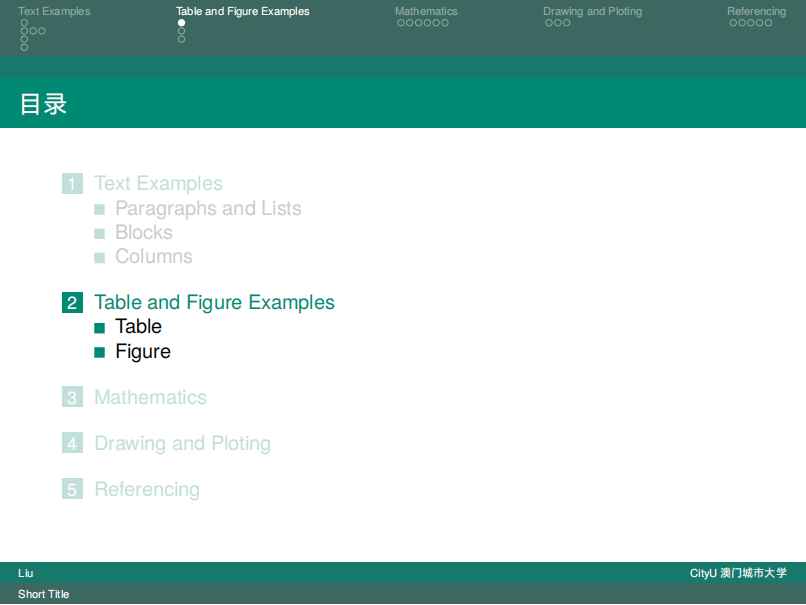 Text Examples
Table and Figure Examples
Mathematics
Drawing and Ploting
Referencing
目录
1 Text Examples
Paragraphs and Lists
Blocks
Columns
2 Table and Figure Examples
Table
Figure
3 Mathematics
4 Drawing and Ploting
5 Referencing
Liu
CityU 澳门城市大学
Short Title